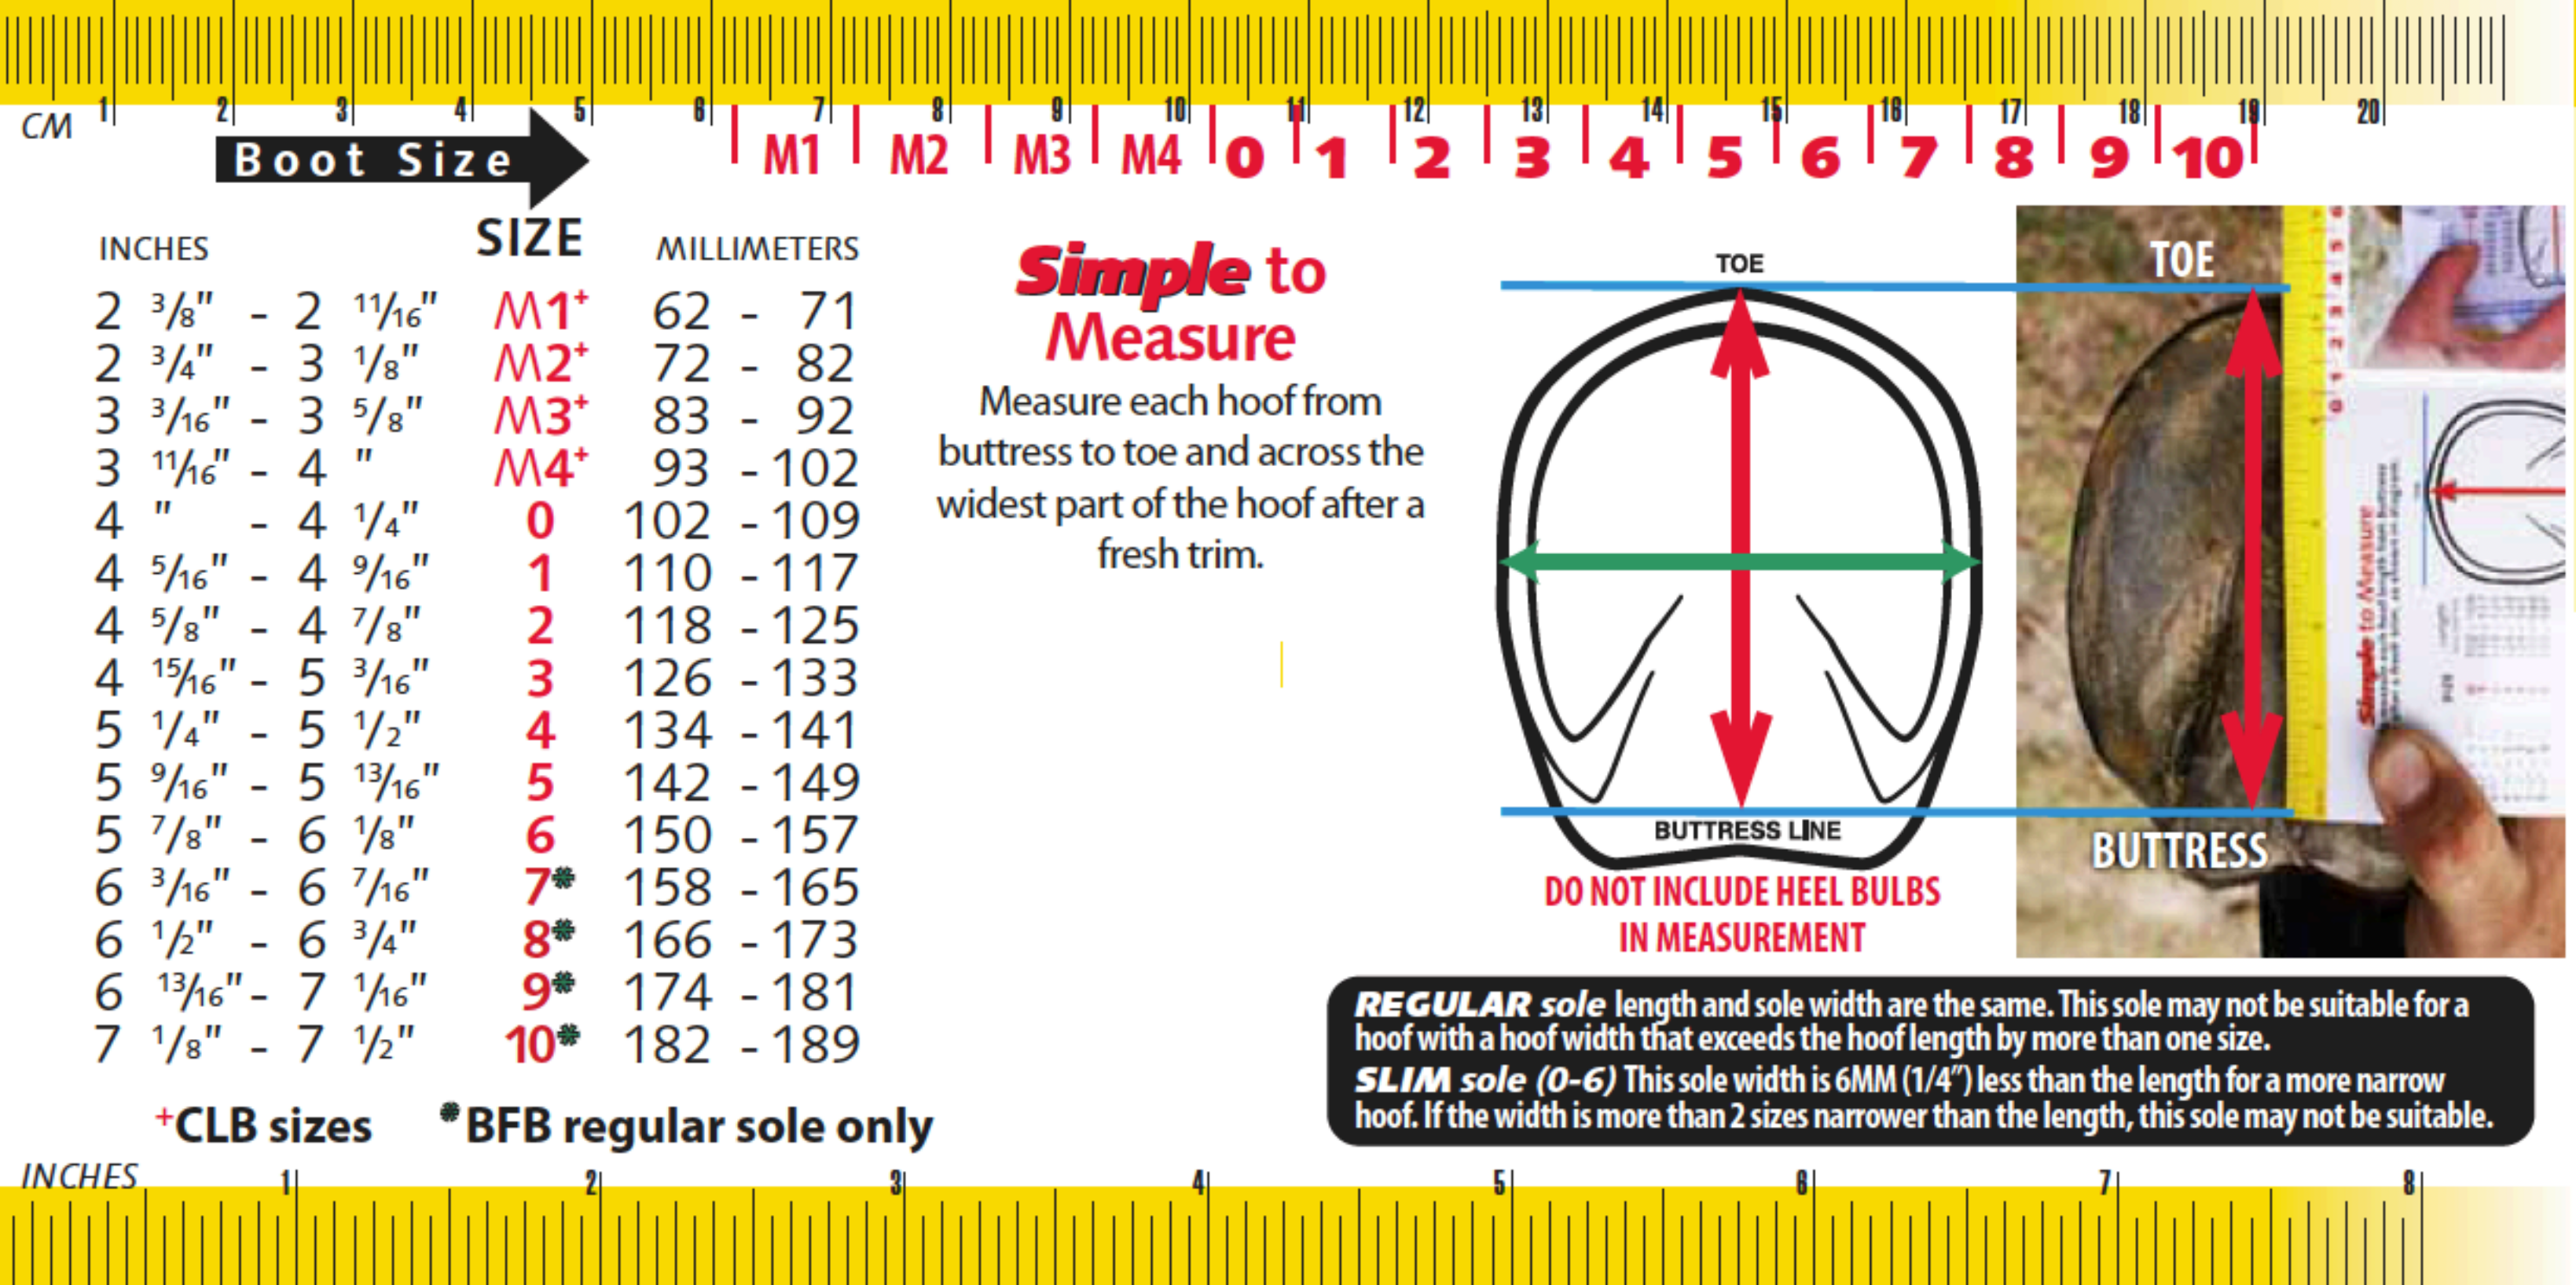 1 2 3 4 5 6 7 8 9 10 11 12 13 14 15 16 17 18 19 20
CM
Boot Size
M1 M2 M3 M4 0 1 2 3 4 5 6 7 8 9 10
INCHES SIZE MILLIMETERS
2 3/8" - 2 11/16" M1+ 62 - 71
2 3/4" - 3 1/8" M2+ 72 - 82
3 3/16" - 3 5/8" M3+ 83 - 92
3 11/16" - 4 " M4+ 93 - 102
4 " - 4 1/4" 0 102 - 109
4 5/16" - 4 9/16" 1 110 - 117
4 5/8" - 4 7/8" 2 118 - 125
4 15/16" - 5 3/16" 3 126 - 133
5 1/4" - 5 1/2" 4 134 - 141
5 9/16" - 5 13/16" 5 142 - 149
5 7/8" - 6 1/8" 6 150 - 157
6 3/16" - 6 7/16" 7* 158 - 165
6 1/2" - 6 3/4" 8* 166 - 173
6 13/16" - 7 1/16" 9* 174 - 181
7 1/8" - 7 1/2" 10* 182 - 189
+CLB sizes *BFB regular sole only
Simple to
Measure
Measure each hoof from
buttress to toe and across the
widest part of the hoof after a
fresh trim.
TOE
BUTTRESS LINE
DO NOT INCLUDE HEEL BULBS
IN MEASUREMENT
TOE
BUTTRESS
0 1 2 3 4 5 6
Simple to Measure
REGULAR sole length and sole width are the same. This sole may not be suitable for a
hoof with a hoof width that exceeds the hoof length by more than one size.
SLIM sole (0-6) This sole width is 6MM (1/4") less than the length for a more narrow
hoof. If the width is more than 2 sizes narrower than the length, this sole may not be suitable.
INCHES
1 2 3 4 5 6 7 8